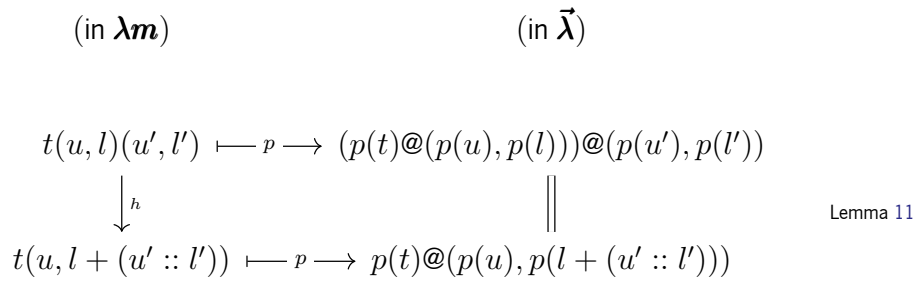 (in λm) (in λ⃗)
t(u, l)(u′, l′) ⟼ p ⟶ (p(t)@(p(u), p(l)))@(p(u′), p(l′))
h
Lemma 11
t(u, l + (u′ :: l′)) ⟼ p ⟶ p(t)@(p(u), p(l + (u′ :: l′)))